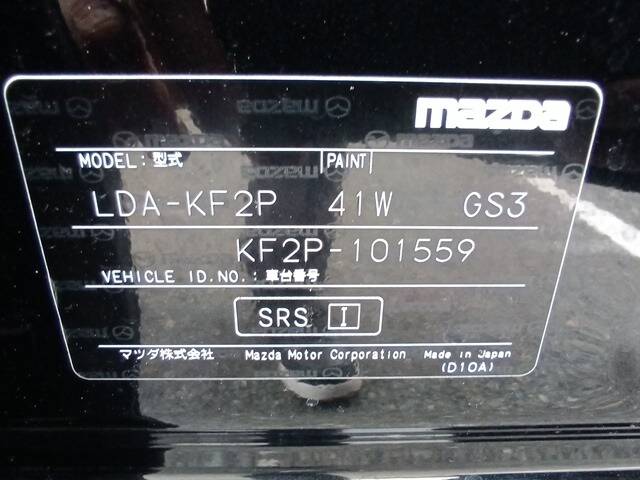 mazda
MODEL: 型式 PAINT
LDA-KF2P 41W GS3
KF2P-101559
VEHICLE ID.NO.: 車台番号
SRS I
マツダ株式会社 Mazda Motor Corporation Made in Japan
(D10A)